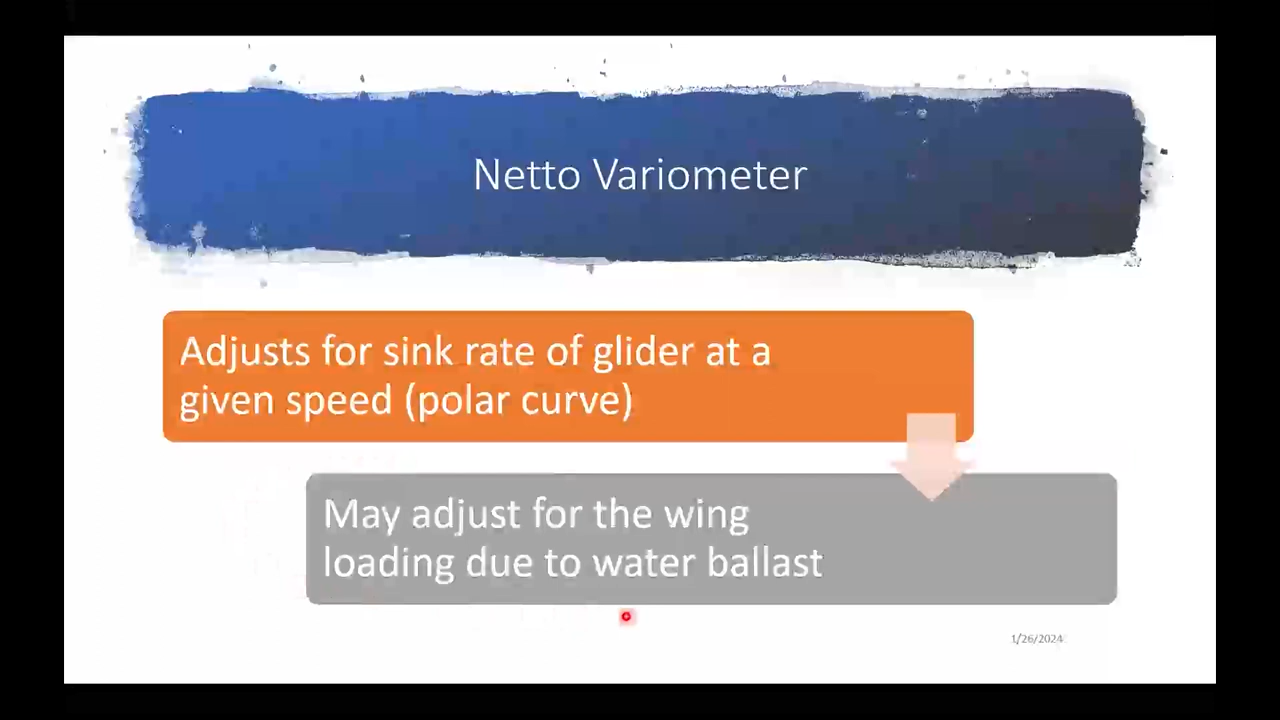 Netto Variometer
Adjusts for sink rate of glider at a
given speed (polar curve)
May adjust for the wing
loading due to water ballast
1/26/2024